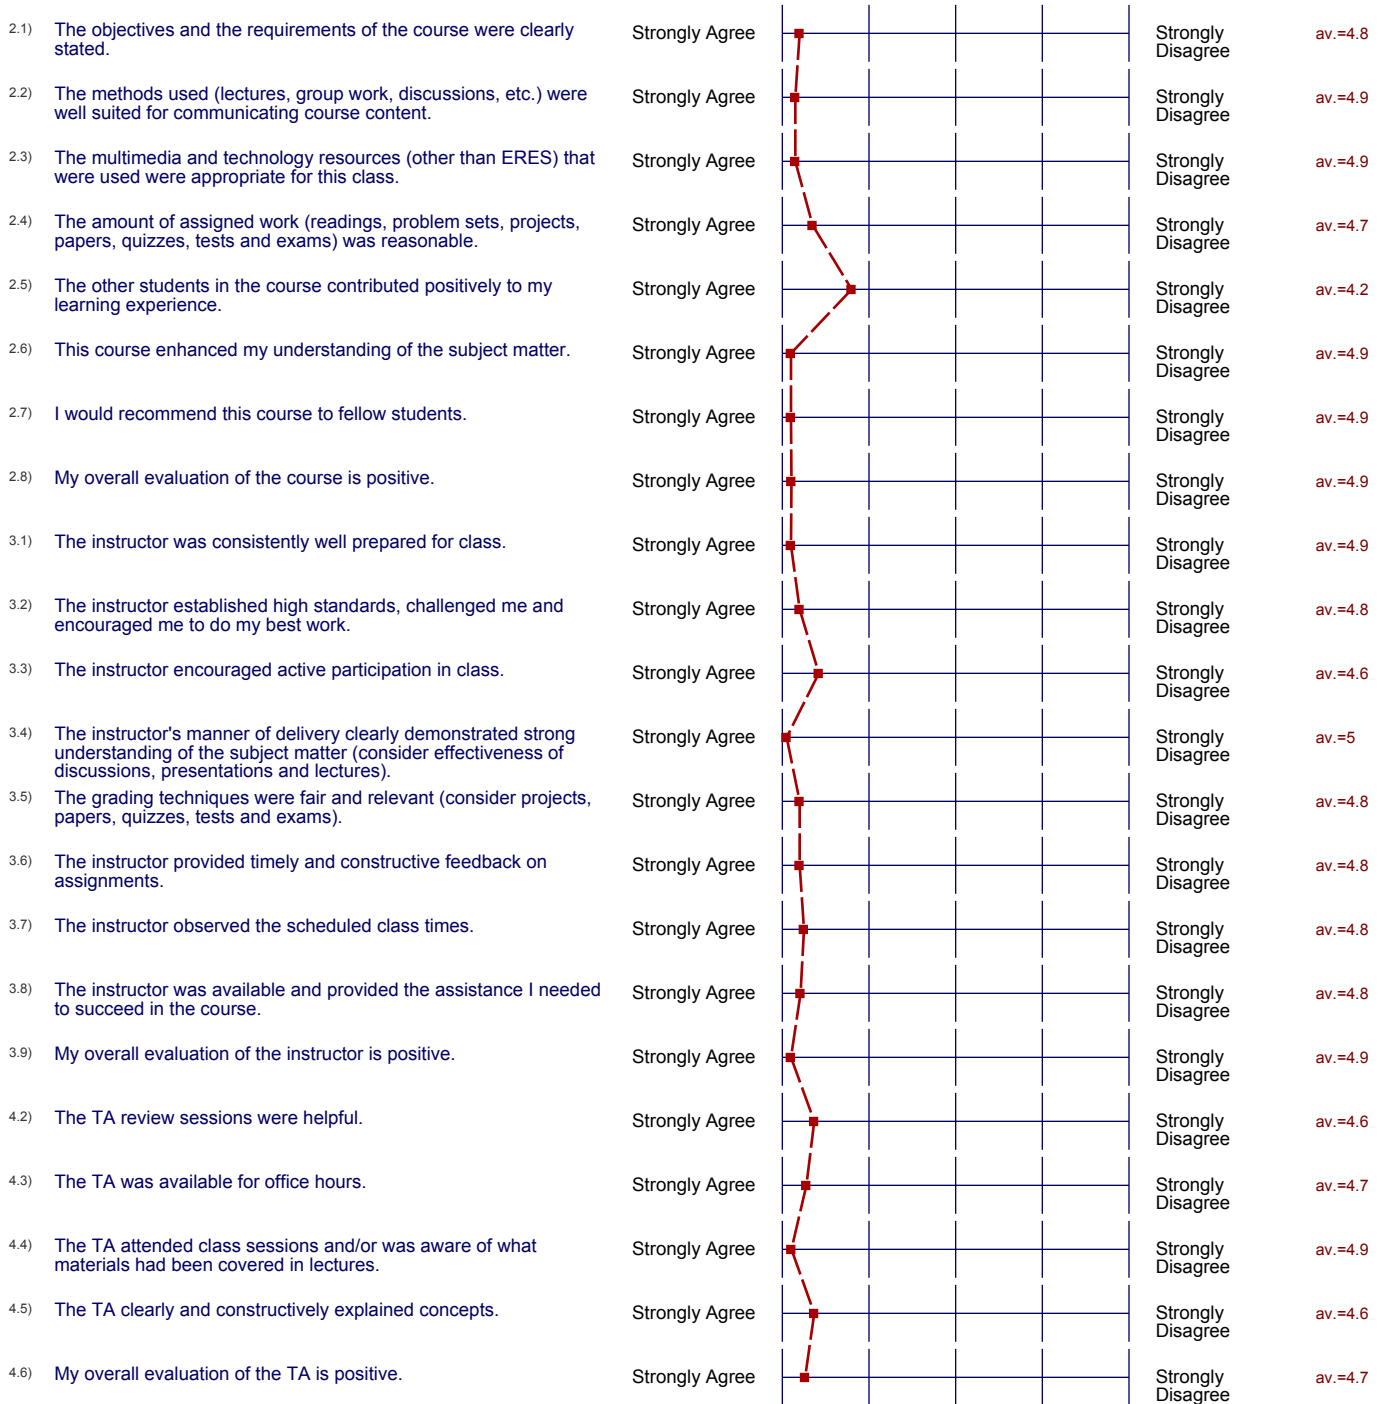 2.1) The objectives and the requirements of the course were clearly stated. Strongly Agree Strongly Disagree av.=4.8
2.2) The methods used (lectures, group work, discussions, etc.) were well suited for communicating course content. Strongly Agree Strongly Disagree av.=4.9
2.3) The multimedia and technology resources (other than ERES) that were used were appropriate for this class. Strongly Agree Strongly Disagree av.=4.9
2.4) The amount of assigned work (readings, problem sets, projects, papers, quizzes, tests and exams) was reasonable. Strongly Agree Strongly Disagree av.=4.7
2.5) The other students in the course contributed positively to my learning experience. Strongly Agree Strongly Disagree av.=4.2
2.6) This course enhanced my understanding of the subject matter. Strongly Agree Strongly Disagree av.=4.9
2.7) I would recommend this course to fellow students. Strongly Agree Strongly Disagree av.=4.9
2.8) My overall evaluation of the course is positive. Strongly Agree Strongly Disagree av.=4.9
3.1) The instructor was consistently well prepared for class. Strongly Agree Strongly Disagree av.=4.9
3.2) The instructor established high standards, challenged me and encouraged me to do my best work. Strongly Agree Strongly Disagree av.=4.8
3.3) The instructor encouraged active participation in class. Strongly Agree Strongly Disagree av.=4.6
3.4) The instructor's manner of delivery clearly demonstrated strong understanding of the subject matter (consider effectiveness of discussions, presentations and lectures). Strongly Agree Strongly Disagree av.=5
3.5) The grading techniques were fair and relevant (consider projects, papers, quizzes, tests and exams). Strongly Agree Strongly Disagree av.=4.8
3.6) The instructor provided timely and constructive feedback on assignments. Strongly Agree Strongly Disagree av.=4.8
3.7) The instructor observed the scheduled class times. Strongly Agree Strongly Disagree av.=4.8
3.8) The instructor was available and provided the assistance I needed to succeed in the course. Strongly Agree Strongly Disagree av.=4.8
3.9) My overall evaluation of the instructor is positive. Strongly Agree Strongly Disagree av.=4.9
4.2) The TA review sessions were helpful. Strongly Agree Strongly Disagree av.=4.6
4.3) The TA was available for office hours. Strongly Agree Strongly Disagree av.=4.7
4.4) The TA attended class sessions and/or was aware of what materials had been covered in lectures. Strongly Agree Strongly Disagree av.=4.9
4.5) The TA clearly and constructively explained concepts. Strongly Agree Strongly Disagree av.=4.6
4.6) My overall evaluation of the TA is positive. Strongly Agree Strongly Disagree av.=4.7